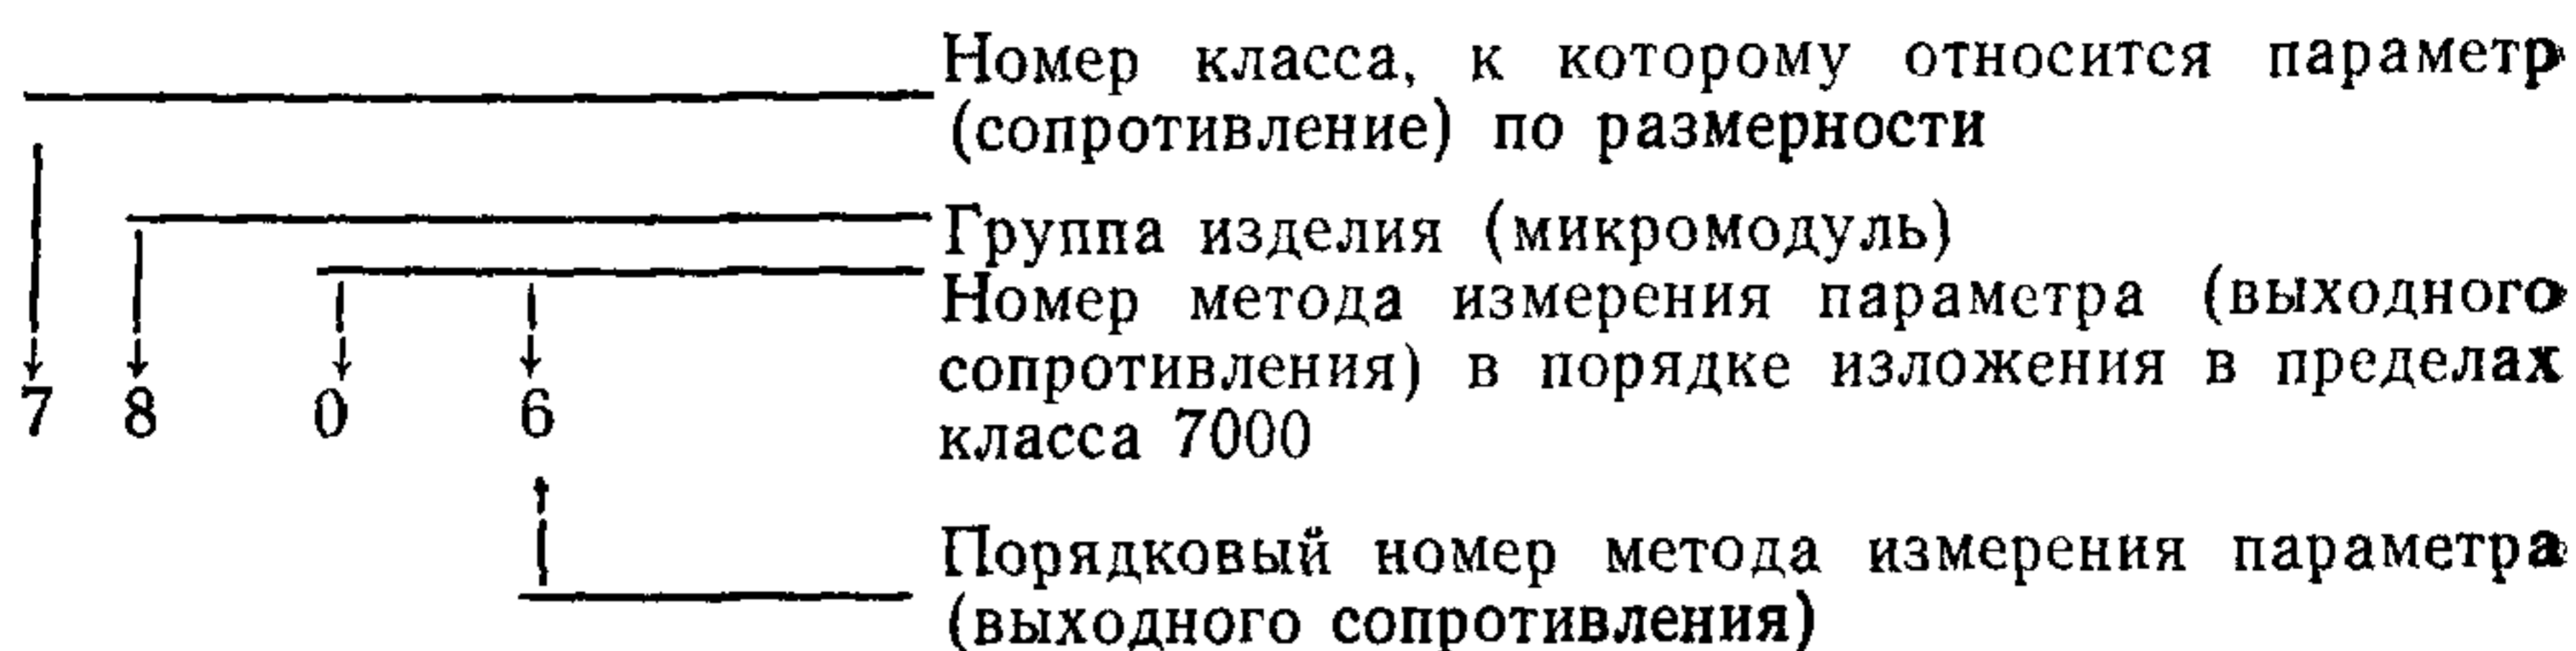 Номер класса, к которому относится параметр
(сопротивление) по размерности
Группа изделия (микромодуль)
Номер метода измерения параметра (выходного
сопротивления) в порядке изложения в пределах
7 8 0 6
класса 7000
Порядковый номер метода измерения параметра
(выходного сопротивления)